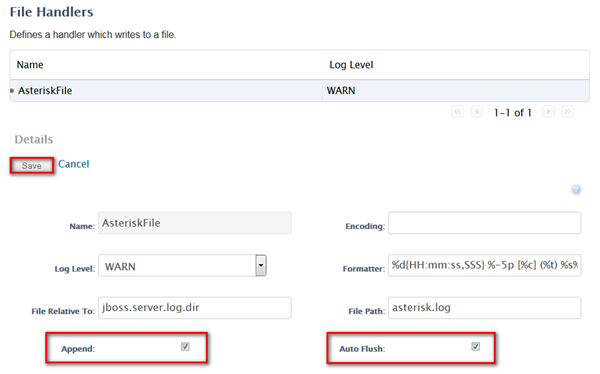 File Handlers
Defines a handler which writes to a file.
Name Log Level
AsteriskFile WARN
1-1 of 1
Details
Save Cancel
Name: AsteriskFile Encoding:
Log Level: WARN Formatter: %d{HH:mm:ss,SSS} %-5p [%c] (%t) %s%
File Relative To: jboss.server.log.dir File Path: asterisk.log
Append: Auto Flush: